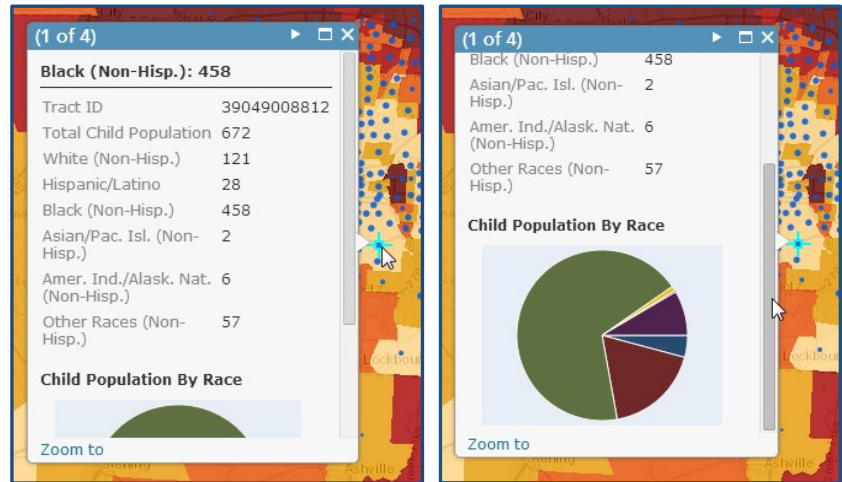 City
(1 of 4)
Black (Non-Hisp.): 458
Tract ID 39049008812
Total Child Population 672
White (Non-Hisp.) 121
Hispanic/Latino 28
Black (Non-Hisp.) 458
Asian/Pac. Isl. (Non- 2
Hisp.)
Amer. Ind./Alask. Nat. 6
(Non-Hisp.)
Other Races (Non- 57
Hisp.)
Child Population By Race
Zoom to
Lockbour
Ashville
City
(1 of 4)
Black (Non-Hisp.) 458
Asian/Pac. Isl. (Non- 2
Hisp.)
Amer. Ind./Alask. Nat. 6
(Non-Hisp.)
Other Races (Non- 57
Hisp.)
Child Population By Race
Zoom to
Lockbour
Ashville